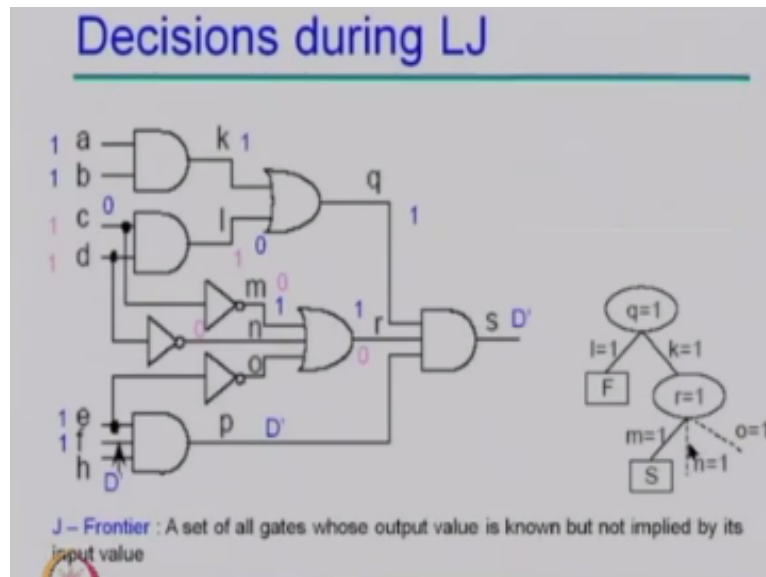 Decisions during LJ
1 a
k 1
1 b
q
1
0
1 c
l
0
1 d
1
m 0
1
1
0 n
r
0
s D'
o
1 e
1 f
p D'
h D'
q=1
l=1 k=1
F
r=1
m=1 o=1
n=1
S
J – Frontier : A set of all gates whose output value is known but not implied by its
input value